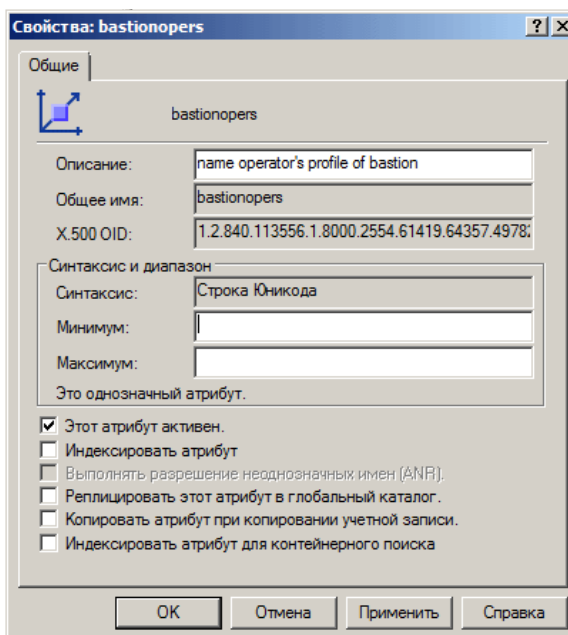 Свойства: bastionopers
Общие
bastionopers
Описание: name operator's profile of bastion
Общее имя: bastionopers
X.500 OID: 1.2.840.113556.1.8000.2554.61419.64357.49782
Синтаксис и диапазон
Синтаксис: Строка Юникода
Минимум:
Максимум:
Это однозначный атрибут.
Этот атрибут активен.
Индексировать атрибут
Выполнять разрешение неоднозначных имен (ANR).
Реплицировать этот атрибут в глобальный каталог.
Копировать атрибут при копировании учетной записи.
Индексировать атрибут для контейнерного поиска
OK Отмена Применить Справка